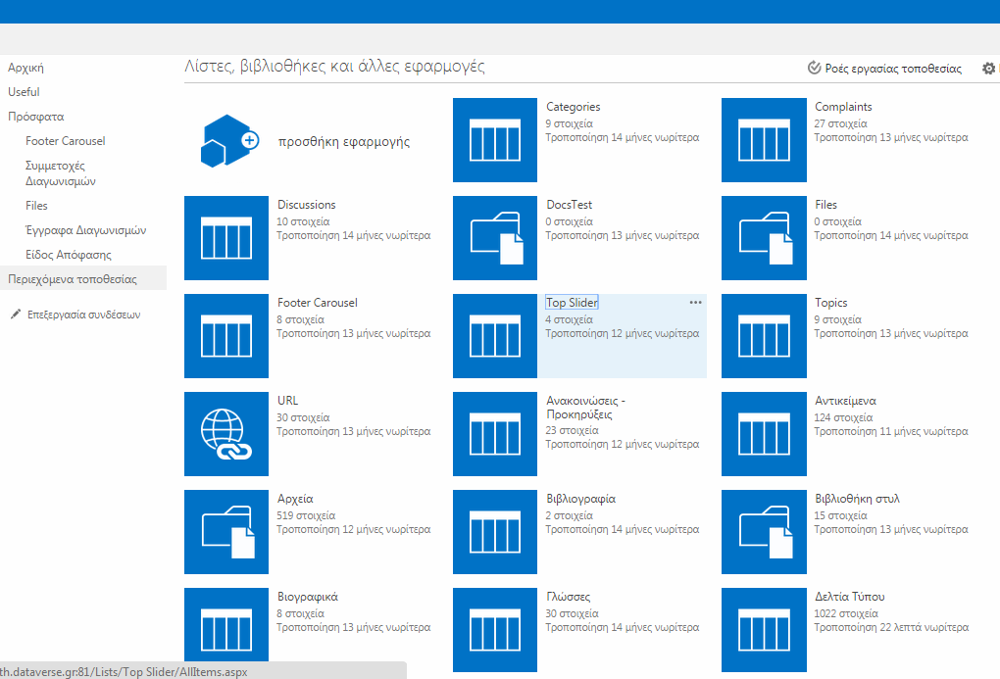 Αρχική
Useful
Πρόσφατα
Footer Carousel
Συμμετοχές
Διαγωνισμών
Files
Έγγραφα Διαγωνισμών
Είδος Απόφασης
Περιεχόμενα τοποθεσίας
Επεξεργασία συνδέσεων
Λίστες, βιβλιοθήκες και άλλες εφαρμογές
Ροές εργασίας τοποθεσίας
προσθήκη εφαρμογής
Categories
9 στοιχεία
Τροποποίηση 14 μήνες νωρίτερα
Complaints
27 στοιχεία
Τροποποίηση 13 μήνες νωρίτερα
Discussions
10 στοιχεία
Τροποποίηση 14 μήνες νωρίτερα
DocsTest
0 στοιχεία
Τροποποίηση 13 μήνες νωρίτερα
Files
0 στοιχεία
Τροποποίηση 14 μήνες νωρίτερα
Footer Carousel
8 στοιχεία
Τροποποίηση 13 μήνες νωρίτερα
Top Slider
4 στοιχεία
Τροποποίηση 12 μήνες νωρίτερα
Topics
9 στοιχεία
Τροποποίηση 13 μήνες νωρίτερα
URL
30 στοιχεία
Τροποποίηση 13 μήνες νωρίτερα
Ανακοινώσεις -
Προκηρύξεις
23 στοιχεία
Τροποποίηση 12 μήνες νωρίτερα
Αντικείμενα
124 στοιχεία
Τροποποίηση 11 μήνες νωρίτερα
Αρχεία
519 στοιχεία
Τροποποίηση 12 μήνες νωρίτερα
Βιβλιογραφία
2 στοιχεία
Τροποποίηση 14 μήνες νωρίτερα
Βιβλιοθήκη στυλ
15 στοιχεία
Τροποποίηση 13 μήνες νωρίτερα
Βιογραφικά
8 στοιχεία
Τροποποίηση 13 μήνες νωρίτερα
Γλώσσες
30 στοιχεία
Τροποποίηση 14 μήνες νωρίτερα
Δελτία Τύπου
1022 στοιχεία
Τροποποίηση 22 λεπτά νωρίτερα
th.dataverse.gr:81/Lists/Top Slider/AllItems.aspx